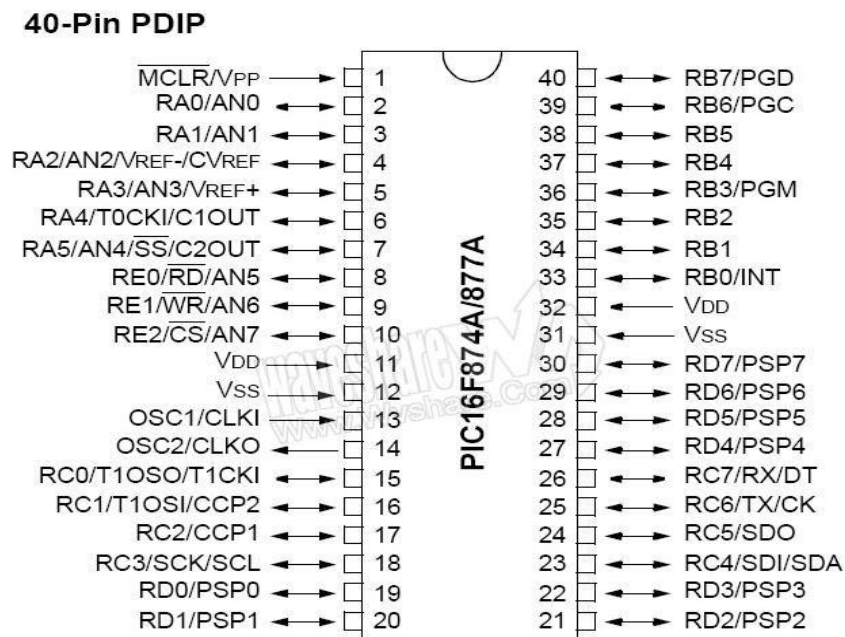 40-Pin PDIP
MCLR/VPP 1 40 RB7/PGD
RA0/AN0 2 39 RB6/PGC
RA1/AN1 3 38 RB5
RA2/AN2/VREF-/CVREF 4 37 RB4
RA3/AN3/VREF+ 5 36 RB3/PGM
RA4/T0CKI/C1OUT 6 35 RB2
RA5/AN4/SS/C2OUT 7 34 RB1
RE0/RD/AN5 8 33 RB0/INT
RE1/WR/AN6 9 32 VDD
RE2/CS/AN7 10 31 VSS
VDD 11 30 RD7/PSP7
VSS 12 29 RD6/PSP6
OSC1/CLKI 13 28 RD5/PSP5
OSC2/CLKO 14 27 RD4/PSP4
RC0/T1OSO/T1CKI 15 26 RC7/RX/DT
RC1/T1OSI/CCP2 16 25 RC6/TX/CK
RC2/CCP1 17 24 RC5/SDO
RC3/SCK/SCL 18 23 RC4/SDI/SDA
RD0/PSP0 19 22 RD3/PSP3
RD1/PSP1 20 21 RD2/PSP2
PIC16F874A/877A
waveshare